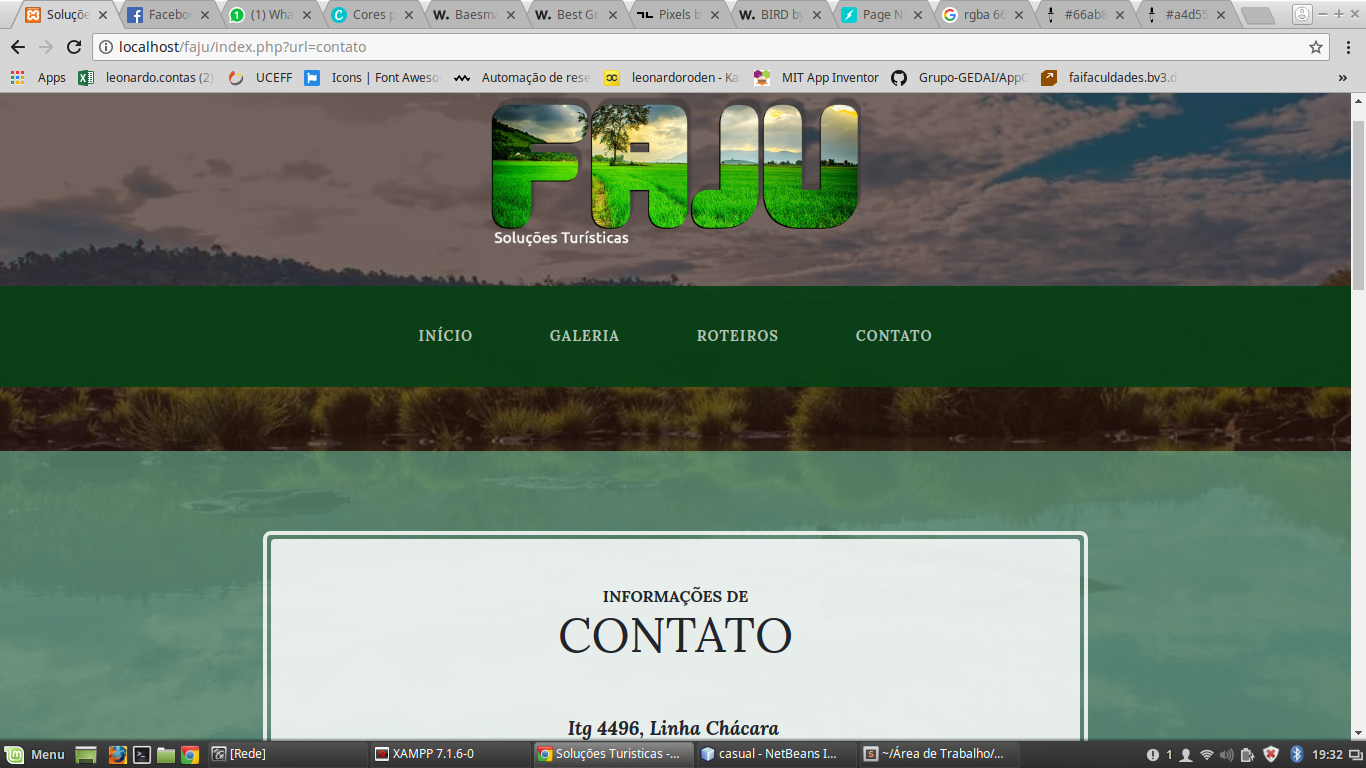 Soluçõe Facebo (1) Wha Cores p Baesm Best Gr Pixels b BIRD by Page N rgba 66 #66ab8 #a4d55
localhost/faju/index.php?url=contato
Apps leonardo.contas (2) UCEFF Icons | Font Aweso Automação de rese leonardoroden - Ka MIT App Inventor Grupo-GEDAI/AppC faifaculdades.bv3.d »
FAJU
Soluções Turísticas
INÍCIO GALERIA ROTEIROS CONTATO
INFORMAÇÕES DE
CONTATO
Itg 4496, Linha Chácara
Menu [Rede] XAMPP 7.1.6-0 Soluções Turisticas -... casual - NetBeans I... ~/Área de Trabalho/... 1 19:32